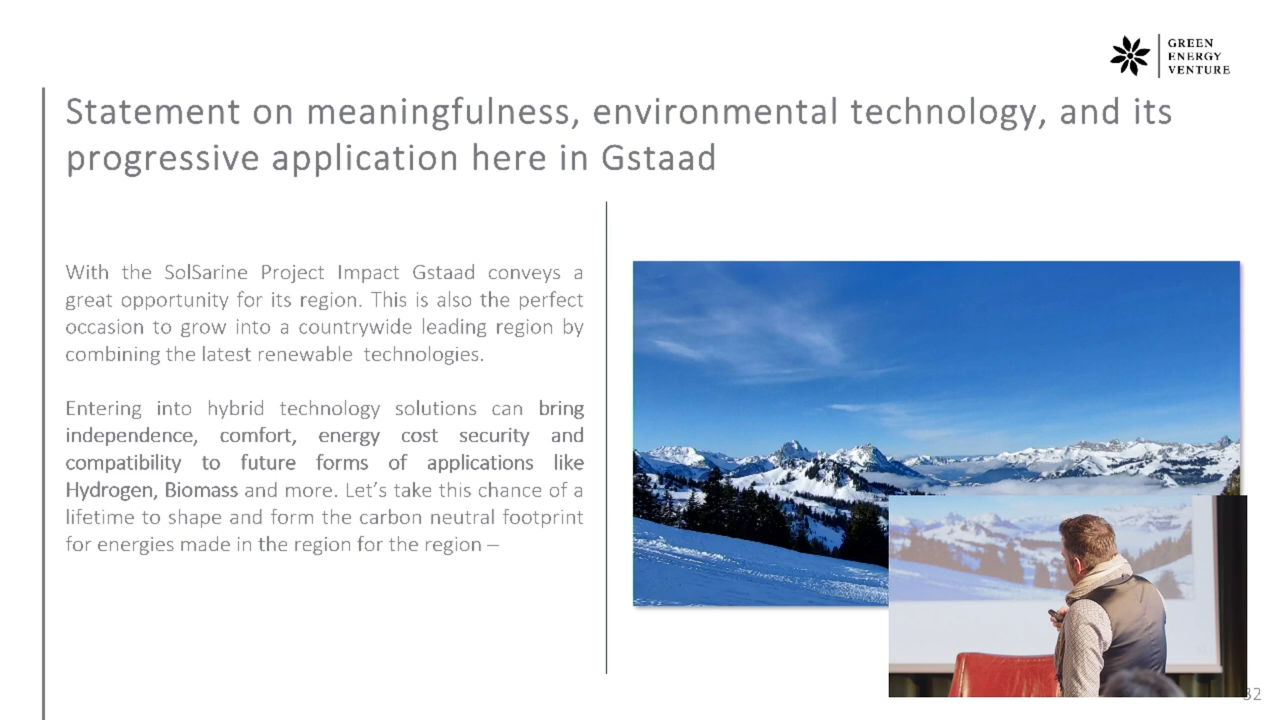 GREEN
ENERGY
VENTURE
Statement on meaningfulness, environmental technology, and its
progressive application here in Gstaad
With the SolSarine Project Impact Gstaad conveys a
great opportunity for its region. This is also the perfect
occasion to grow into a countrywide leading region by
combining the latest renewable technologies.
Entering into hybrid technology solutions can bring
independence, comfort, energy cost security and
compatibility to future forms of applications like
Hydrogen, Biomass and more. Let’s take this chance of a
lifetime to shape and form the carbon neutral footprint
for energies made in the region for the region –
32